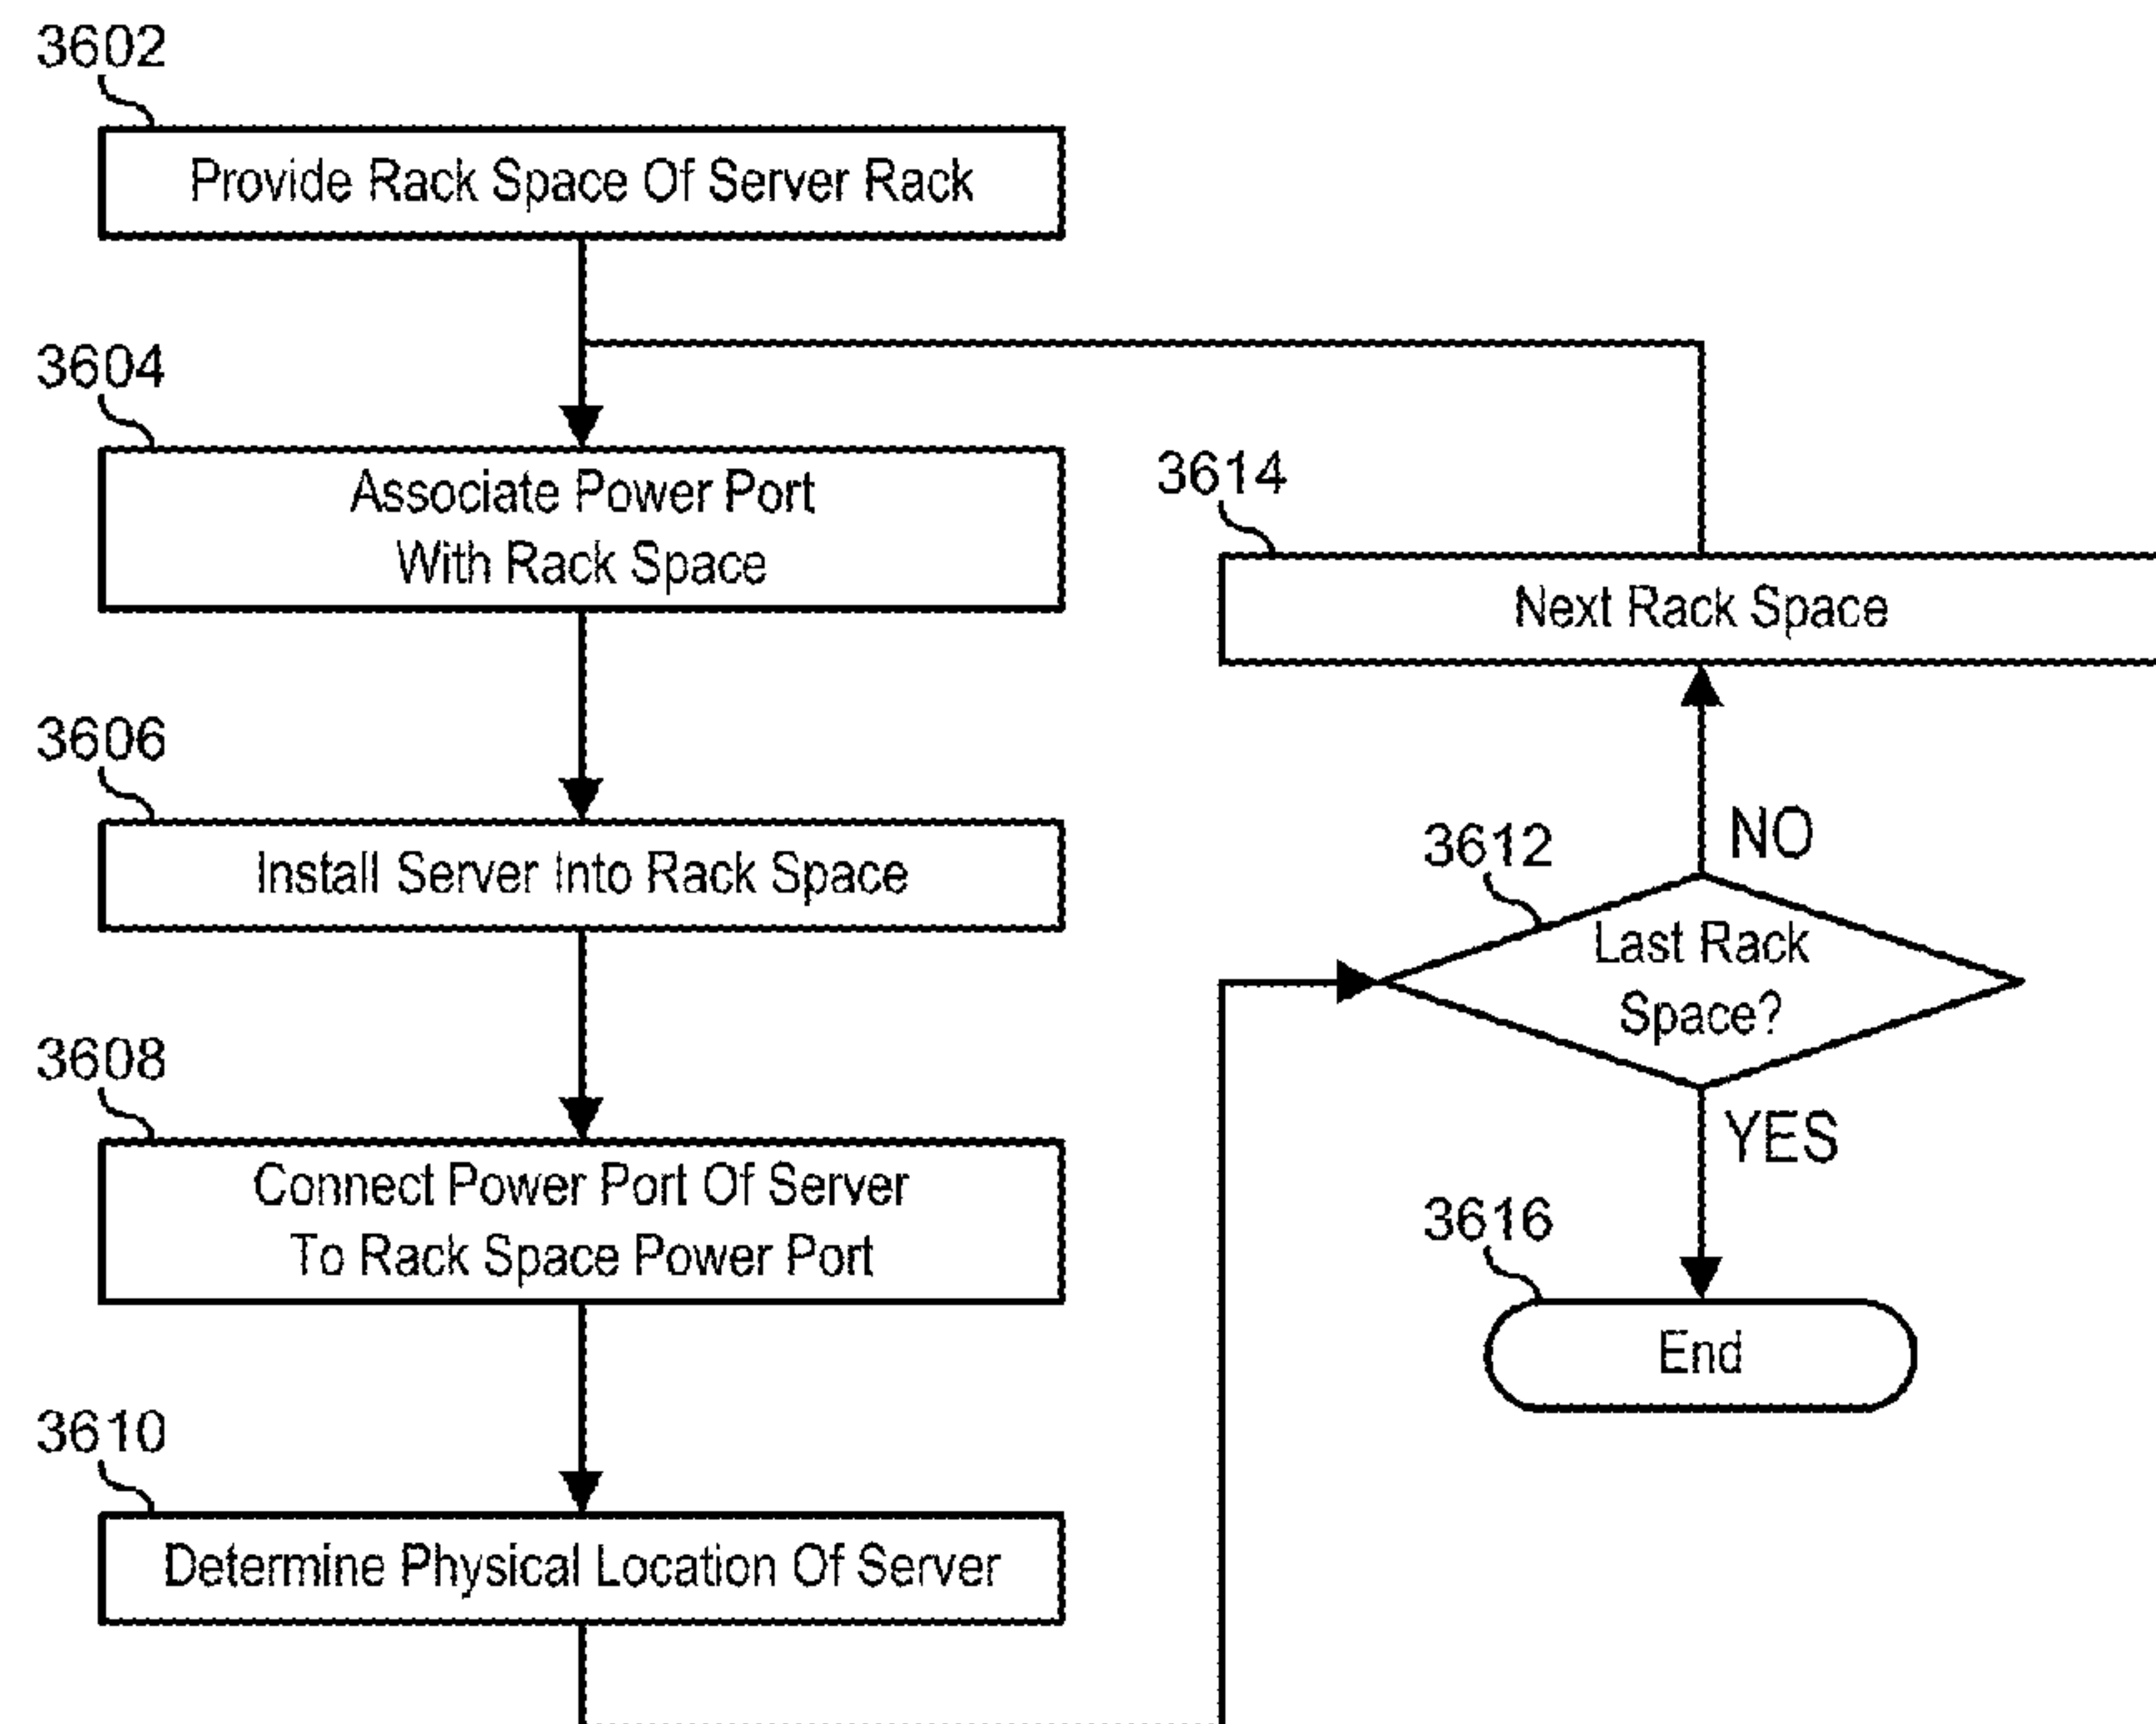 3602
Provide Rack Space Of Server Rack
3604
Associate Power Port
With Rack Space
3606
Install Server Into Rack Space
3608
Connect Power Port Of Server
To Rack Space Power Port
3610
Determine Physical Location Of Server
3614
Next Rack Space
NO
3612
Last Rack
Space?
YES
3616
End